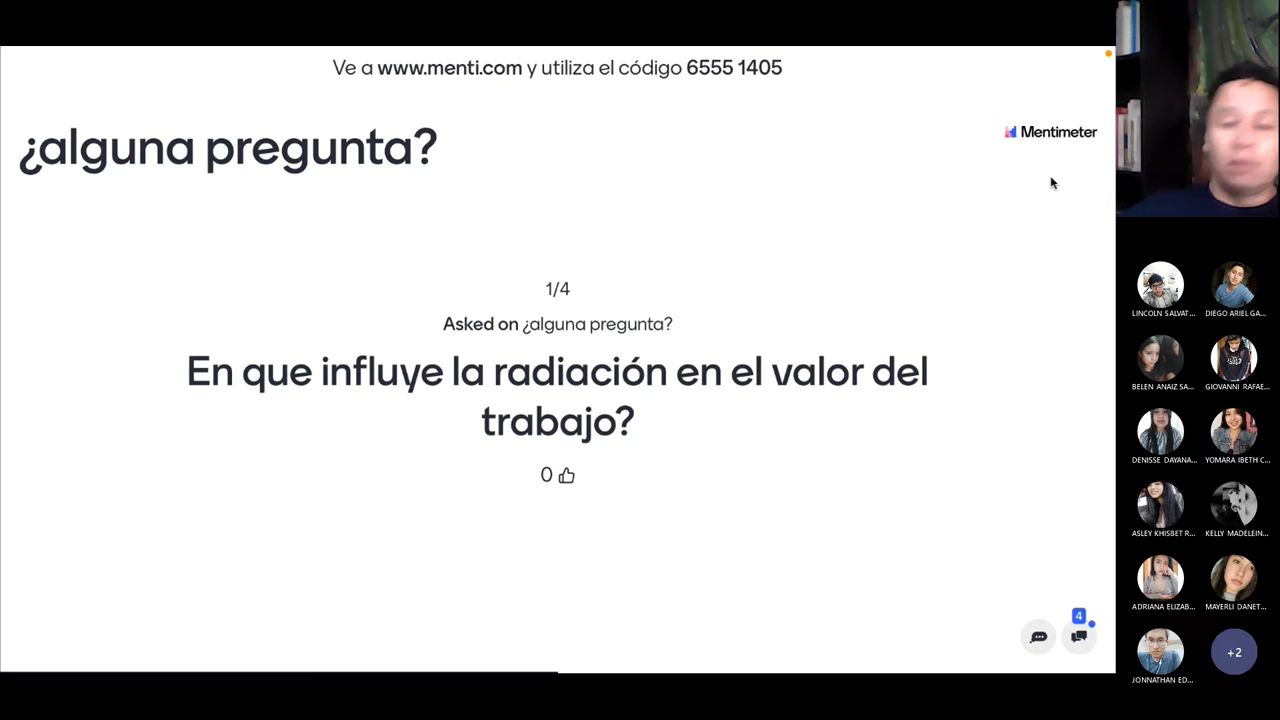 Ve a www.menti.com y utiliza el código 6555 1405
¿alguna pregunta?
Mentimeter
1/4
Asked on ¿alguna pregunta?
En que influye la radiación en el valor del
trabajo?
0
4
LINCOLN SALVAT...
DIEGO ARIEL GA...
BELEN ANAIZ SA...
GIOVANNI RAFAE...
DENISSE DAYANA...
YOMARA IBETH C...
ASLEY KHISBET R...
KELLY MADELEIN...
ADRIANA ELIZAB...
MAYERLI DANET...
JONNATHAN ED...
+2